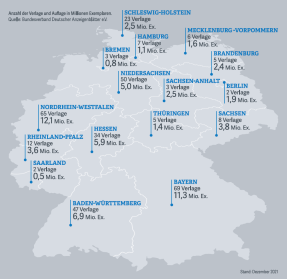 Anzahl der Verlage und Auflage in Millionen Exemplaren.
Quelle: Bundesverband Deutscher Anzeigenblätter e.V.
SCHLESWIG-HOLSTEIN
23 Verlage
2,5 Mio. Ex.
HAMBURG
7 Verlage
1,1 Mio. Ex.
MECKLENBURG-VORPOMMERN
6 Verlage
1,6 Mio. Ex.
BREMEN
3 Verlage
0,8 Mio. Ex.
BRANDENBURG
5 Verlage
2,4 Mio. Ex.
NIEDERSACHSEN
50 Verlage
5,0 Mio. Ex.
SACHSEN-ANHALT
3 Verlage
2,5 Mio. Ex.
BERLIN
2 Verlage
1,9 Mio. Ex.
NORDRHEIN-WESTFALEN
65 Verlage
12,1 Mio. Ex.
THÜRINGEN
5 Verlage
1,4 Mio. Ex.
SACHSEN
8 Verlage
3,8 Mio. Ex.
HESSEN
34 Verlage
5,9 Mio. Ex.
RHEINLAND-PFALZ
12 Verlage
3,6 Mio. Ex.
SAARLAND
2 Verlage
0,5 Mio. Ex.
BAYERN
59 Verlage
11,3 Mio. Ex.
BADEN-WÜRTTEMBERG
47 Verlage
6,9 Mio. Ex.
Stand: Dezember 2021